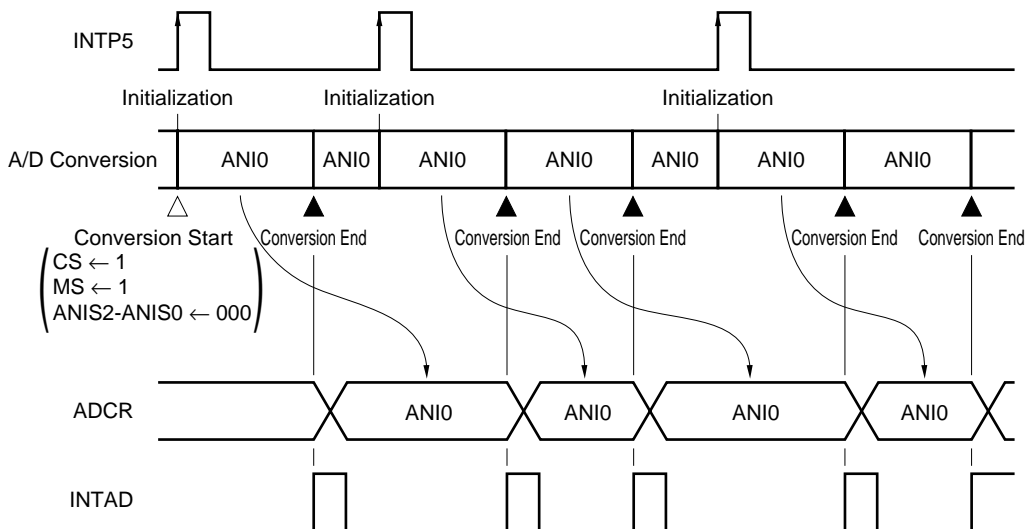 INTP5
Initialization Initialization Initialization
A/D Conversion ANI0 ANI0 ANI0 ANI0 ANI0 ANI0 ANI0
Conversion Start Conversion End Conversion End Conversion End Conversion End Conversion End
CS ← 1
MS ← 1
ANIS2-ANIS0 ← 000
ADCR ANI0 ANI0 ANI0 ANI0
INTAD